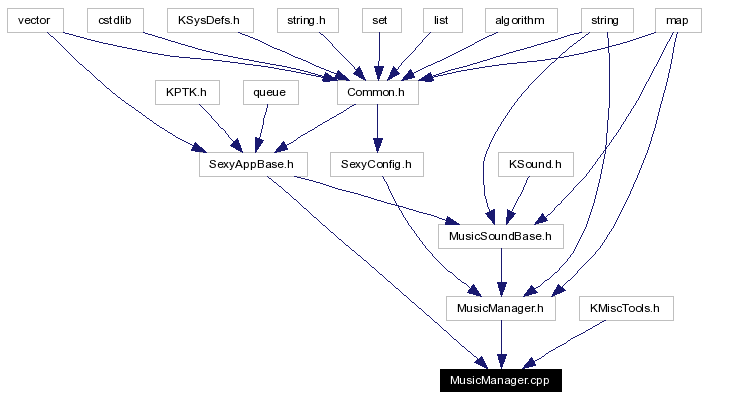 vector
cstdlib
KSysDefs.h
string.h
set
list
algorithm
string
map
KPTK.h
queue
Common.h
SexyAppBase.h
SexyConfig.h
KSound.h
MusicSoundBase.h
MusicManager.h
KMiscTools.h
MusicManager.cpp